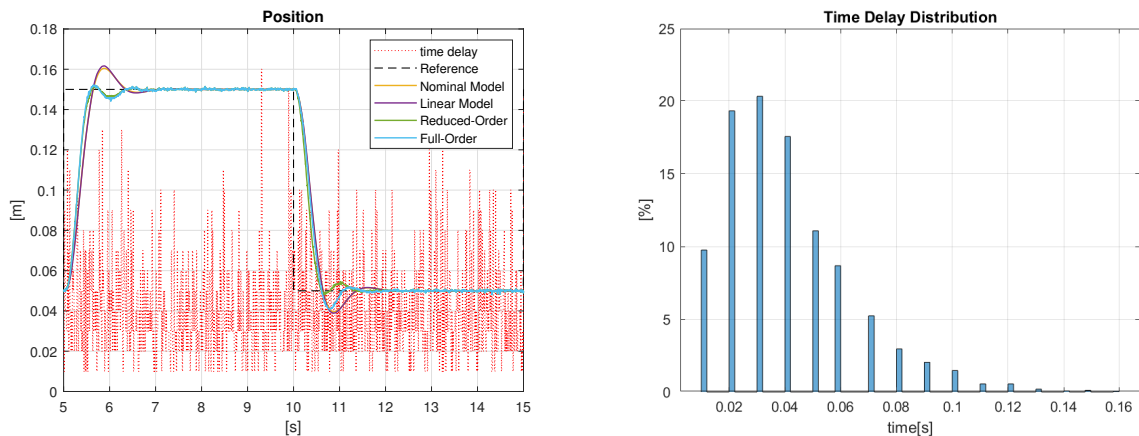 Position
0.18
0.16
0.14
0.12
0.1
0.08
0.06
0.04
0.02
0
[m]
5 6 7 8 9 10 11 12 13 14 15
[s]
time delay
Reference
Nominal Model
Linear Model
Reduced-Order
Full-Order
Time Delay Distribution
25
20
15
10
5
0
[%]
0.02 0.04 0.06 0.08 0.1 0.12 0.14 0.16
time[s]